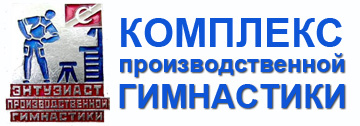 ЭНТУЗИАСТ
ПРОИЗВОДСТВЕННОЙ
ГИМНАСТИКИ
КОМПЛЕКС
производственной
ГИМНАСТИКИ